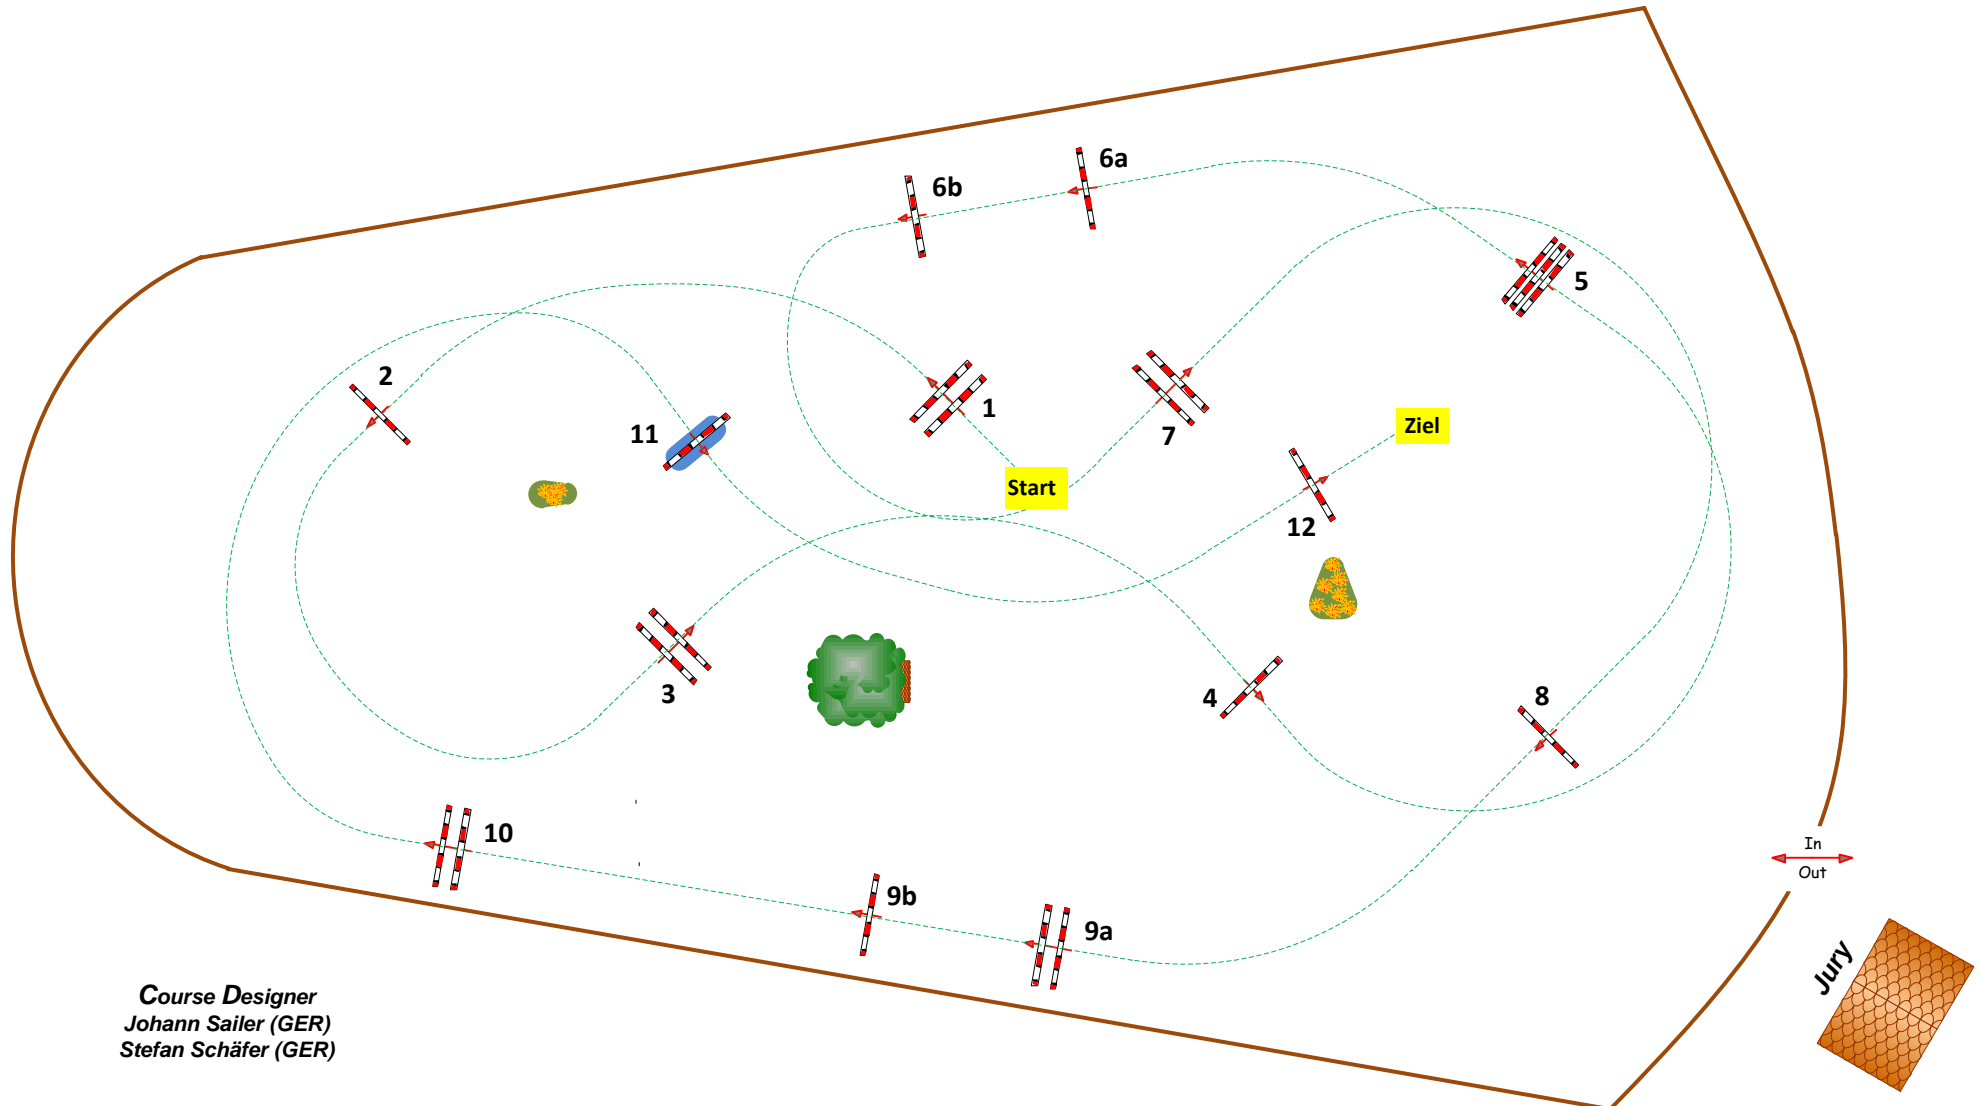 6a
6b
5
2
1
11
7
Ziel
Start
12
3
4
8
10
In
Out
9b
9a
Jury
Course Designer
Johann Sailer (GER)
Stefan Schäfer (GER)